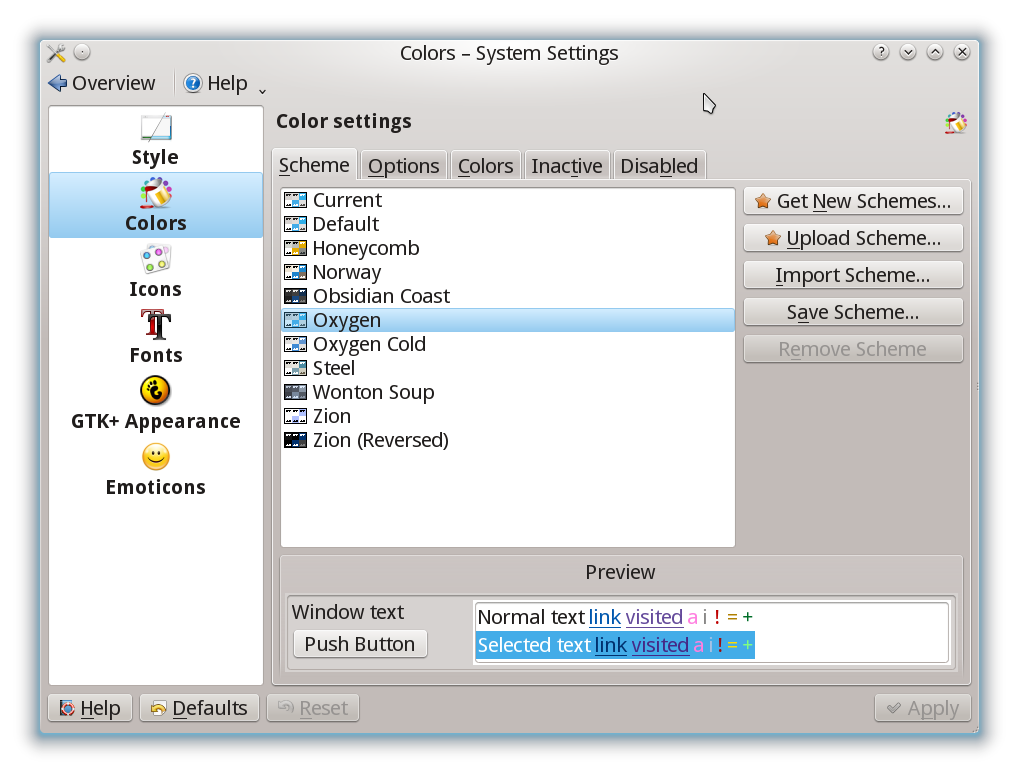 Colors – System Settings
Overview
Help
Style
Colors
Icons
Fonts
GTK+ Appearance
Emoticons
Color settings
Scheme Options Colors Inactive Disabled
Current
Default
Honeycomb
Norway
Obsidian Coast
Oxygen
Oxygen Cold
Steel
Wonton Soup
Zion
Zion (Reversed)
Get New Schemes...
Upload Scheme...
Import Scheme...
Save Scheme...
Remove Scheme
Preview
Window text
Push Button
Normal text link visited a i ! = +
Selected text link visited a i ! = +
Help
Defaults
Reset
Apply